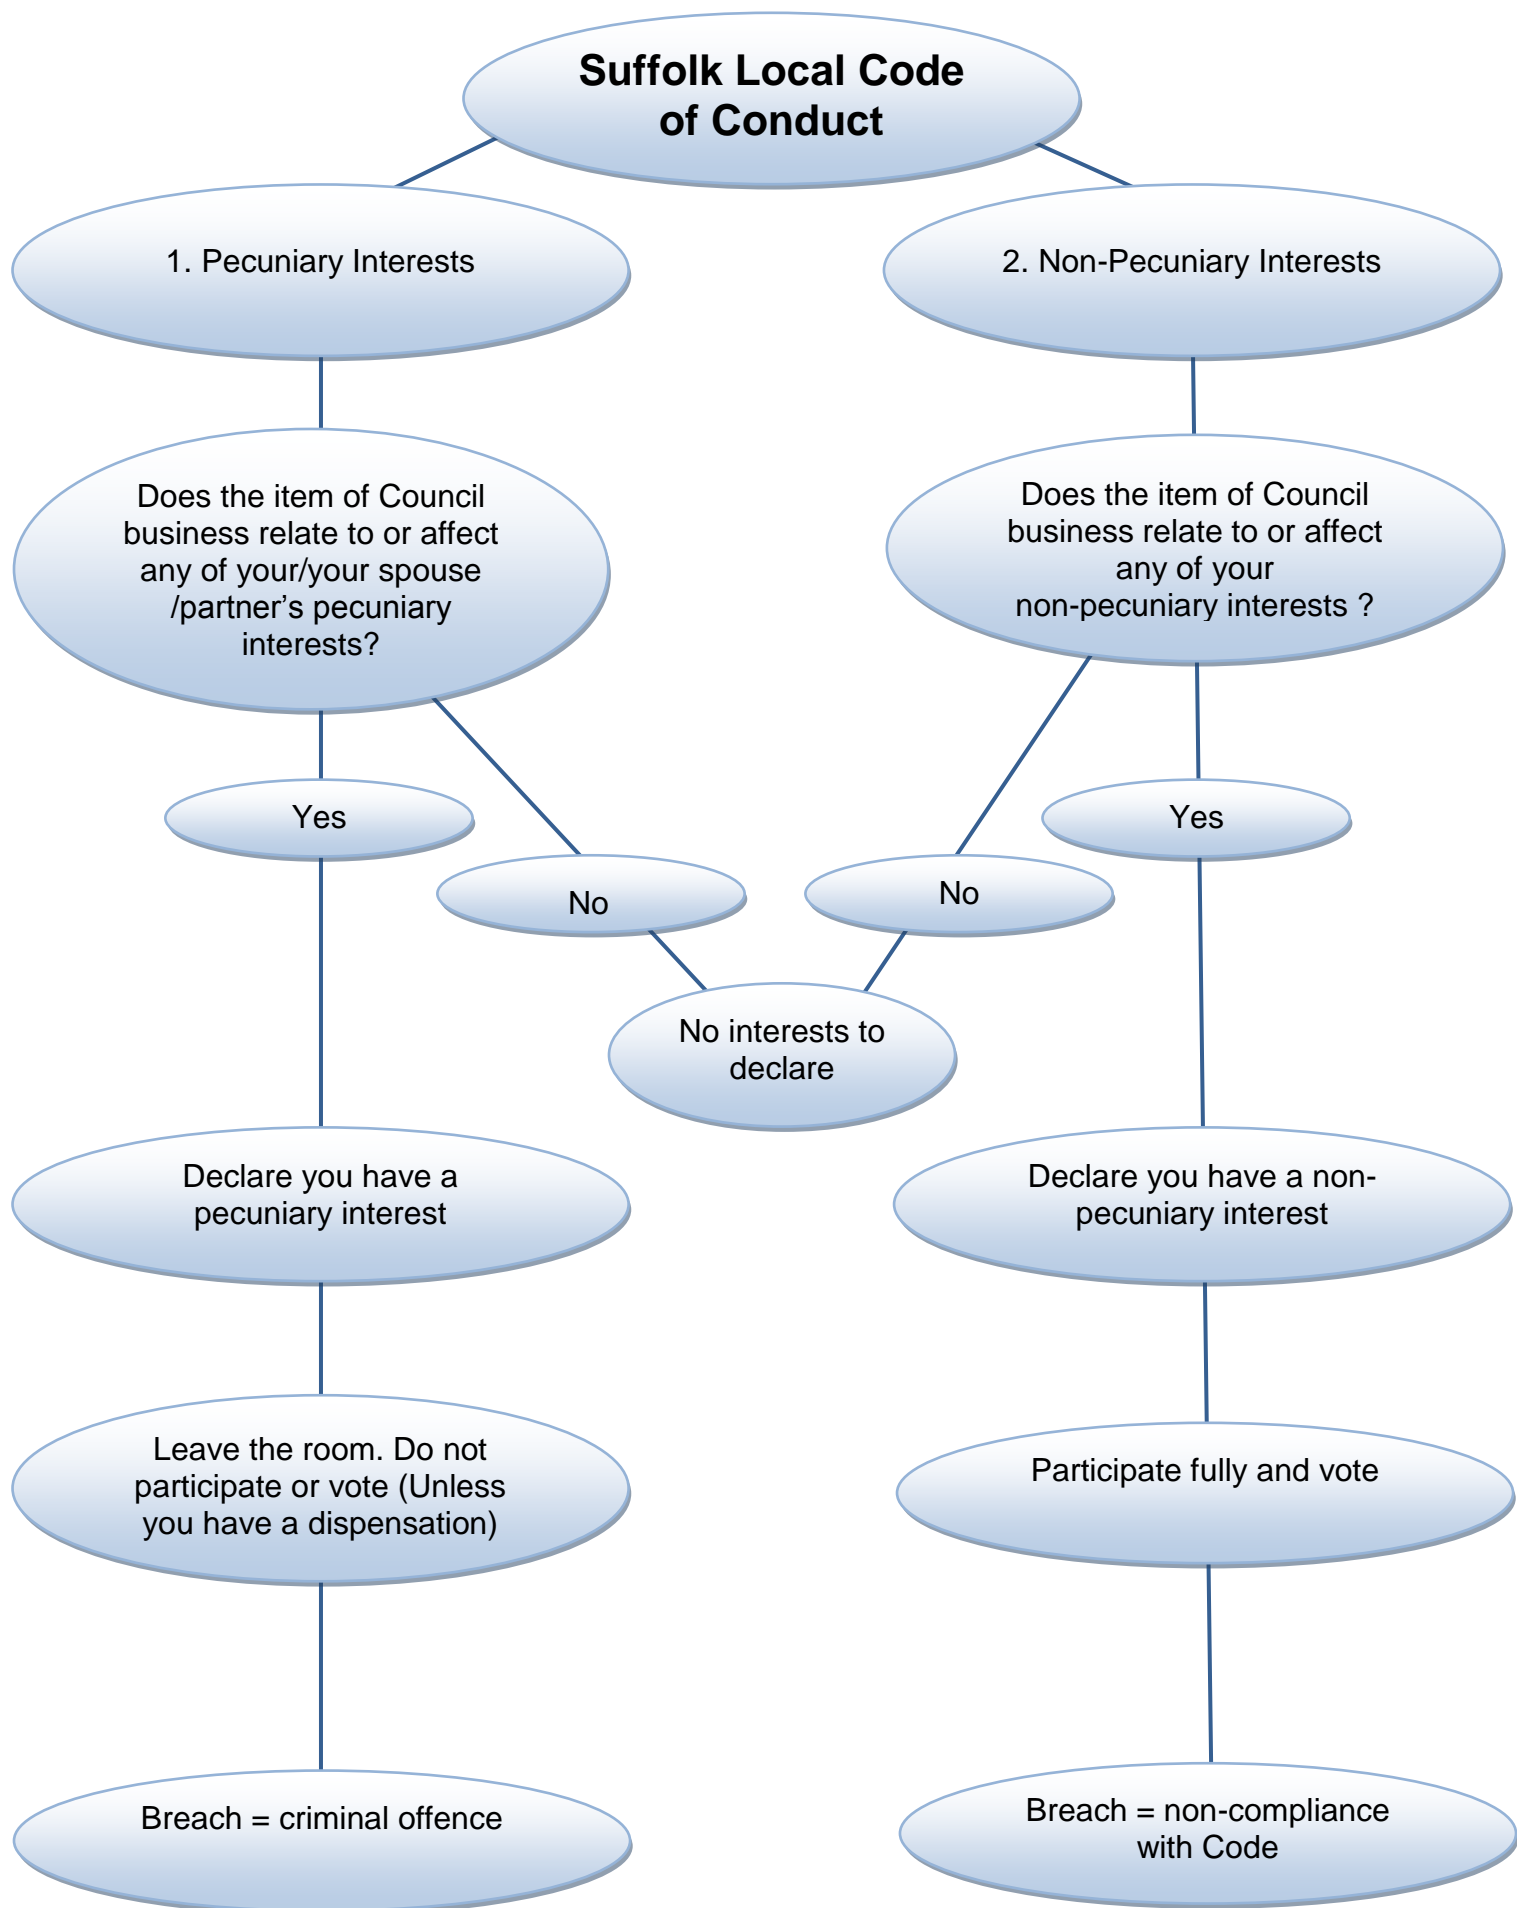 Suffolk Local Code
of Conduct
1. Pecuniary Interests
2. Non-Pecuniary Interests
Does the item of Council
business relate to or affect
any of your/your spouse
/partner’s pecuniary
interests?
Does the item of Council
business relate to or affect
any of your
non-pecuniary interests ?
Yes
No
No
Yes
No interests to
declare
Declare you have a
pecuniary interest
Declare you have a non-
pecuniary interest
Leave the room. Do not
participate or vote (Unless
you have a dispensation)
Participate fully and vote
Breach = criminal offence
Breach = non-compliance
with Code